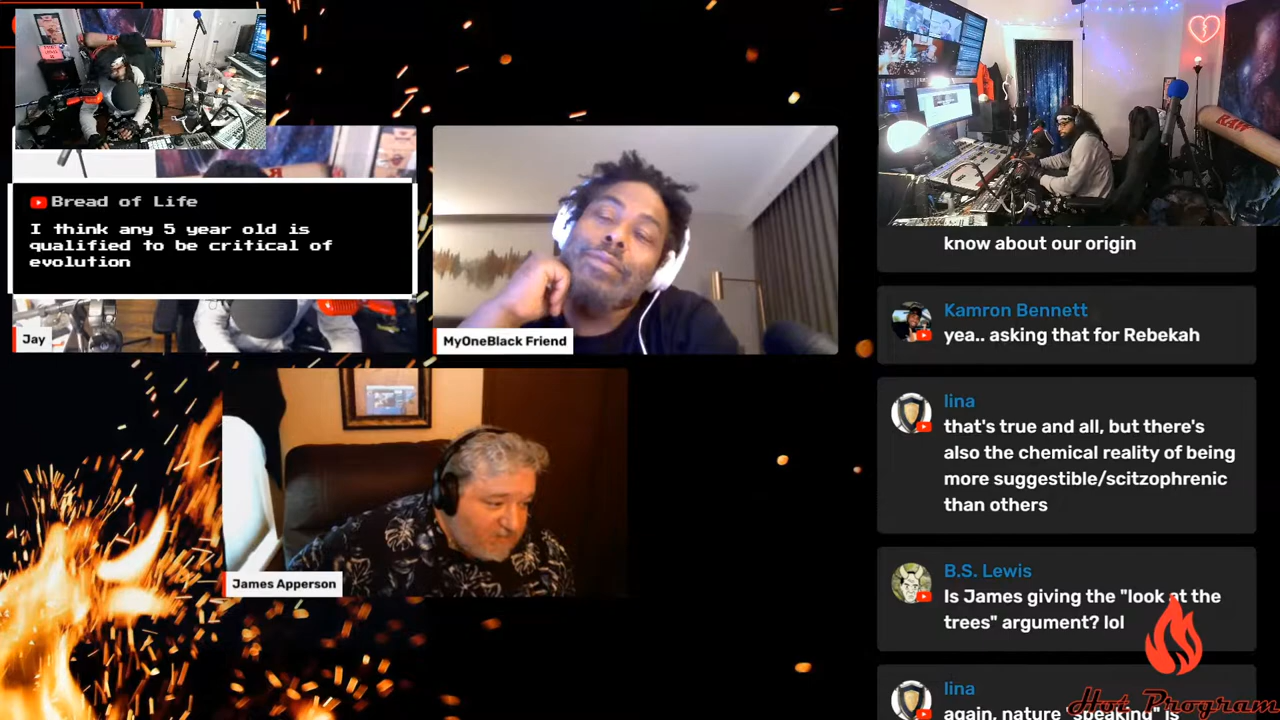 Bread of Life
I think any 5 year old is
qualified to be critical of
evolution
Jay
MyOneBlack Friend
James Apperson
RAW
know about our origin
Kamron Bennett
yea.. asking that for Rebekah
lina
that's true and all, but there's
also the chemical reality of being
more suggestible/scitzophrenic
than others
B.S. Lewis
Is James giving the "look at the
trees" argument? lol
lina
again, nature "speaking" is
Hot Program